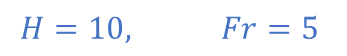 H = 10, Fr = 5